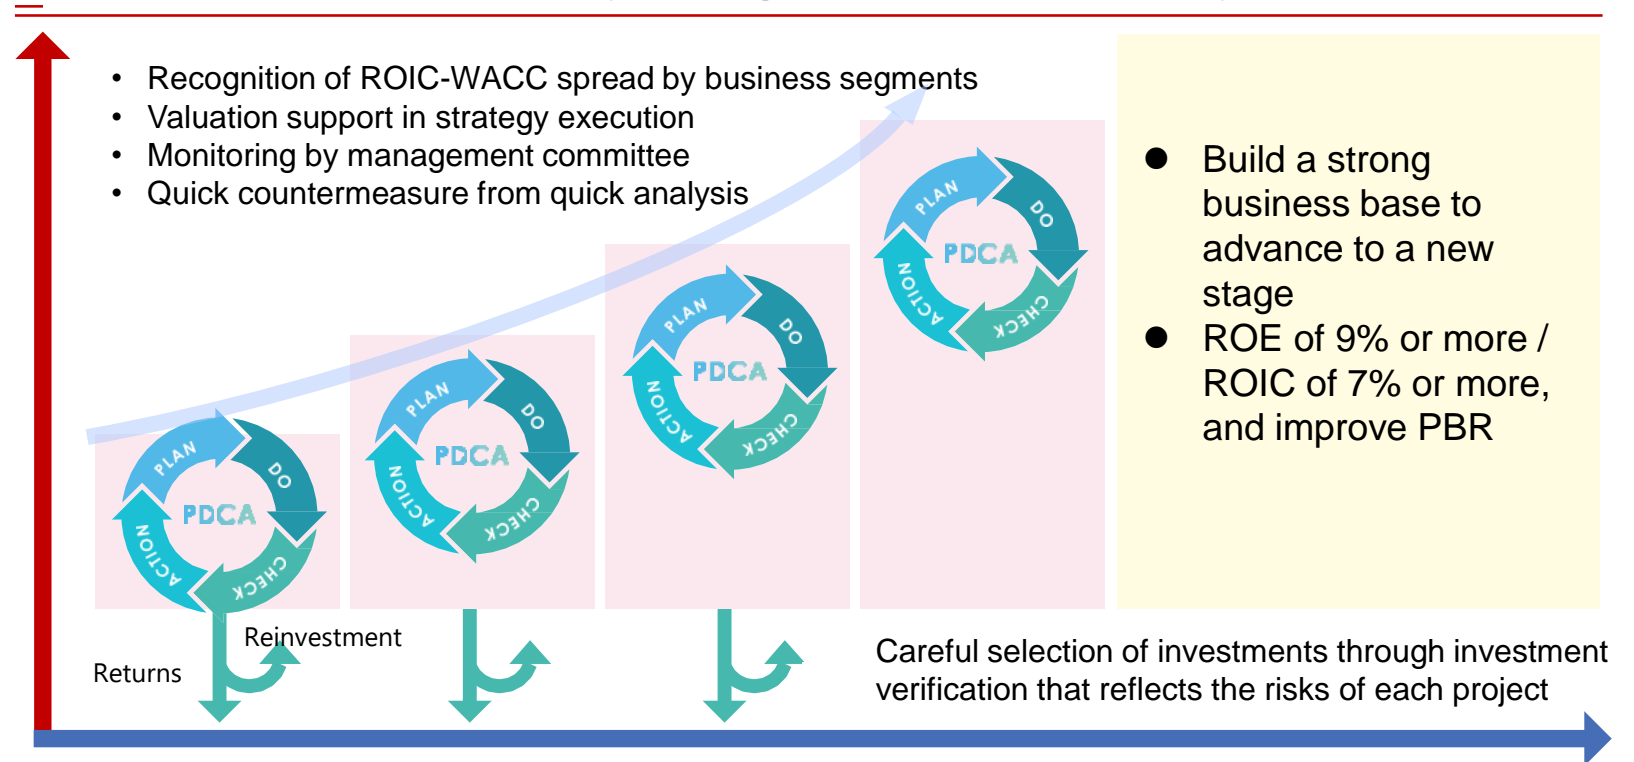 • Recognition of ROIC-WACC spread by business segments
• Valuation support in strategy execution
• Monitoring by management committee
• Quick countermeasure from quick analysis
PLAN
DO
CHECK
ACTION
PDCA
PLAN
DO
CHECK
ACTION
PDCA
PLAN
DO
CHECK
ACTION
PDCA
PLAN
DO
CHECK
ACTION
PDCA
Returns
Reinvestment
● Build a strong
business base to
advance to a new
stage
● ROE of 9% or more /
ROIC of 7% or more,
and improve PBR
Careful selection of investments through investment
verification that reflects the risks of each project